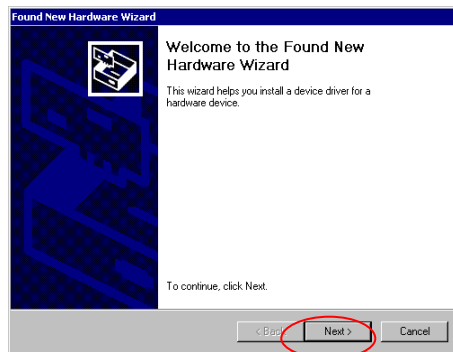 Found New Hardware Wizard
Welcome to the Found New
Hardware Wizard
This wizard helps you install a device driver for a
hardware device.
To continue, click Next.
< Back
Next >
Cancel